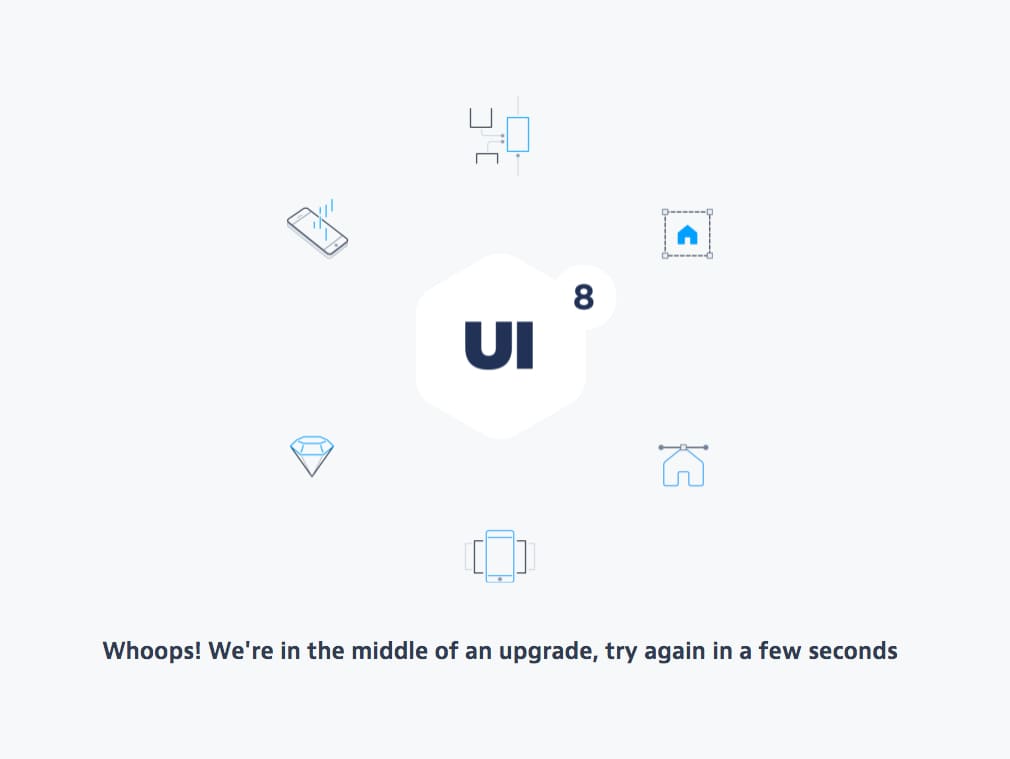 UI
8
Whoops! We're in the middle of an upgrade, try again in a few seconds